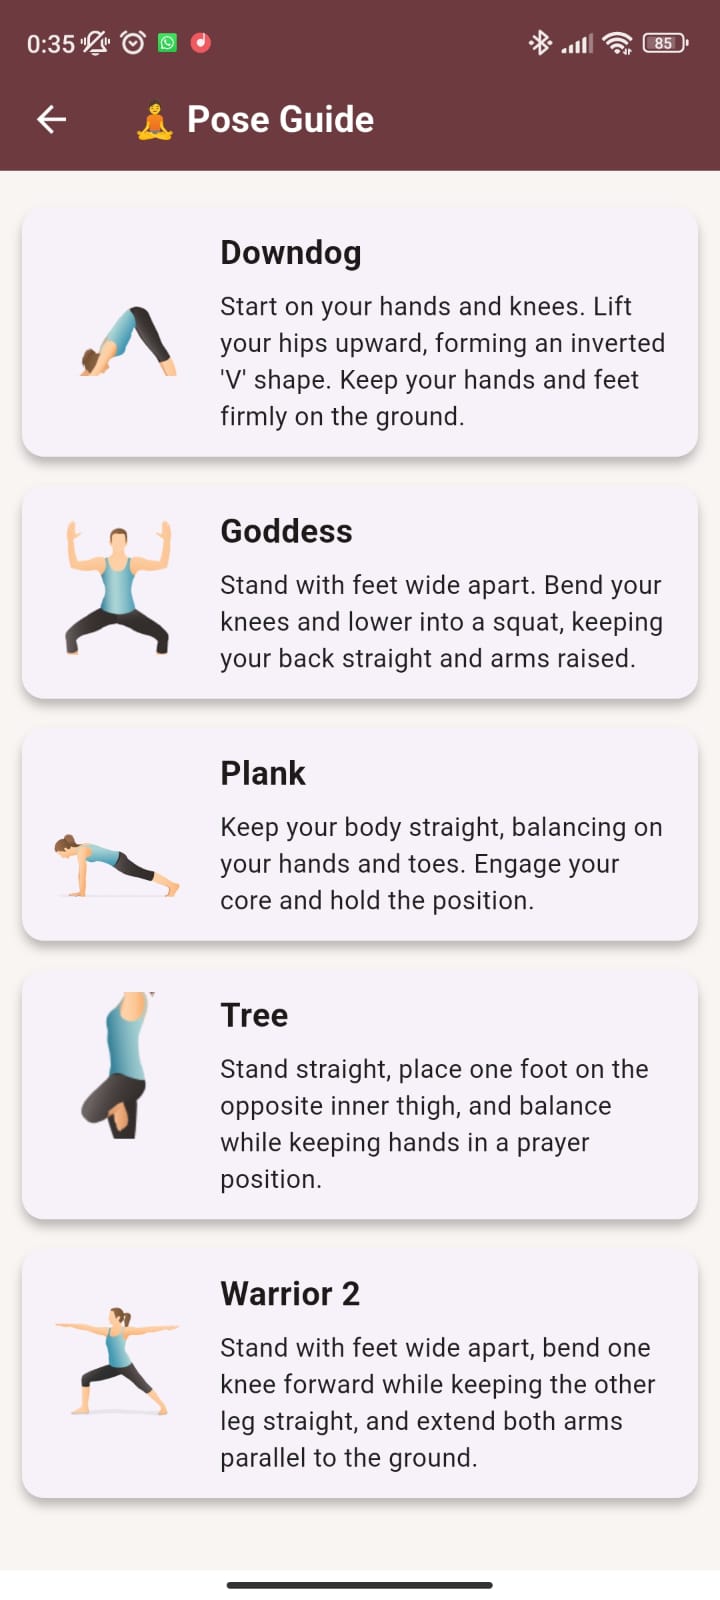 0:35
85
Pose Guide
Downdog
Start on your hands and knees. Lift
your hips upward, forming an inverted
'V' shape. Keep your hands and feet
firmly on the ground.
Goddess
Stand with feet wide apart. Bend your
knees and lower into a squat, keeping
your back straight and arms raised.
Plank
Keep your body straight, balancing on
your hands and toes. Engage your
core and hold the position.
Tree
Stand straight, place one foot on the
opposite inner thigh, and balance
while keeping hands in a prayer
position.
Warrior 2
Stand with feet wide apart, bend one
knee forward while keeping the other
leg straight, and extend both arms
parallel to the ground.